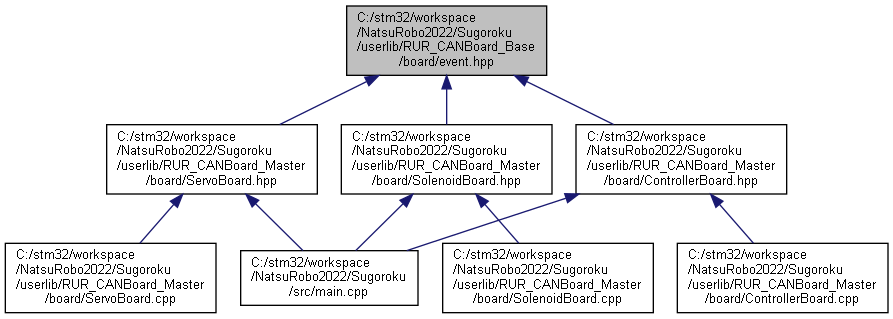 C:/stm32/workspace
/NatsuRobo2022/Sugoroku
/userlib/RUR_CANBoard_Base
/board/event.hpp
C:/stm32/workspace
/NatsuRobo2022/Sugoroku
/userlib/RUR_CANBoard_Master
/board/ServoBoard.hpp
C:/stm32/workspace
/NatsuRobo2022/Sugoroku
/userlib/RUR_CANBoard_Master
/board/SolenoidBoard.hpp
C:/stm32/workspace
/NatsuRobo2022/Sugoroku
/userlib/RUR_CANBoard_Master
/board/ControllerBoard.hpp
C:/stm32/workspace
/NatsuRobo2022/Sugoroku
/userlib/RUR_CANBoard_Master
/board/ServoBoard.cpp
C:/stm32/workspace
/NatsuRobo2022/Sugoroku
/src/main.cpp
C:/stm32/workspace
/NatsuRobo2022/Sugoroku
/userlib/RUR_CANBoard_Master
/board/SolenoidBoard.cpp
C:/stm32/workspace
/NatsuRobo2022/Sugoroku
/userlib/RUR_CANBoard_Master
/board/ControllerBoard.cpp